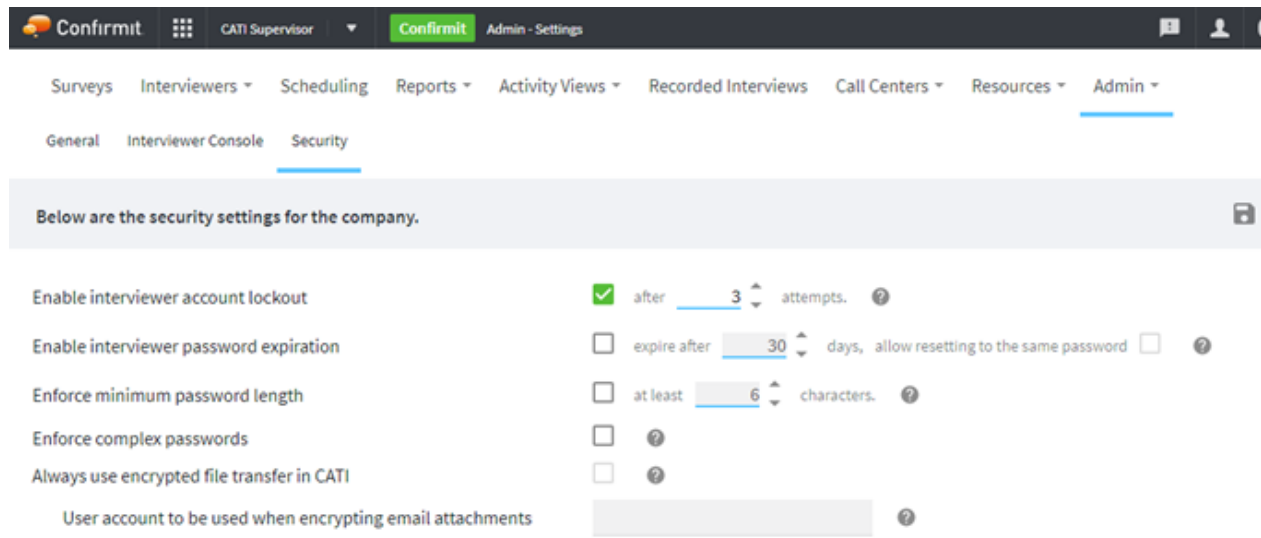 Confirmit CATI Supervisor Confirmit Admin - Settings
Surveys Interviewers Scheduling Reports Activity Views Recorded Interviews Call Centers Resources Admin
General Interviewer Console Security
Below are the security settings for the company.
Enable interviewer account lockout after 3 attempts. ?
Enable interviewer password expiration expire after 30 days, allow resetting to the same password ?
Enforce minimum password length at least 6 characters. ?
Enforce complex passwords ?
Always use encrypted file transfer in CATI ?
User account to be used when encrypting email attachments ?